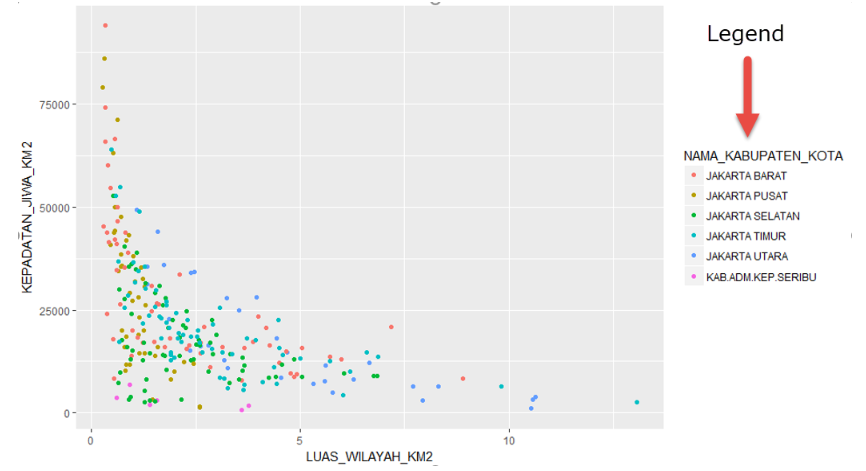 Legend
NAMA_KABUPATEN_KOTA
JAKARTA BARAT
JAKARTA PUSAT
JAKARTA SELATAN
JAKARTA TIMUR
JAKARTA UTARA
KAB.ADM.KEP.SERIBU
KEPADATAN_JIWA_KM2
75000
50000
25000
0
0
5
10
LUAS_WILAYAH_KM2